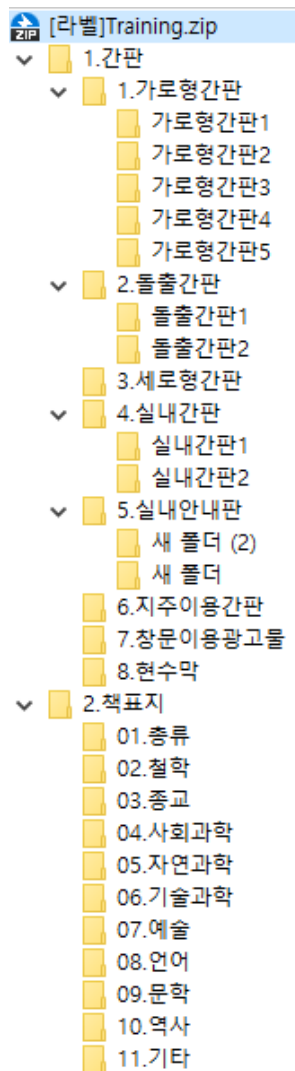 ZIP [라벨]Training.zip
1.간판
1.가로형간판
가로형간판1
가로형간판2
가로형간판3
가로형간판4
가로형간판5
2.돌출간판
돌출간판1
돌출간판2
3.세로형간판
4.실내간판
실내간판1
실내간판2
5.실내안내판
새 폴더 (2)
새 폴더
6.지주이용간판
7.창문이용광고물
8.현수막
2.책표지
01.총류
02.철학
03.종교
04.사회과학
05.자연과학
06.기술과학
07.예술
08.언어
09.문학
10.역사
11.기타